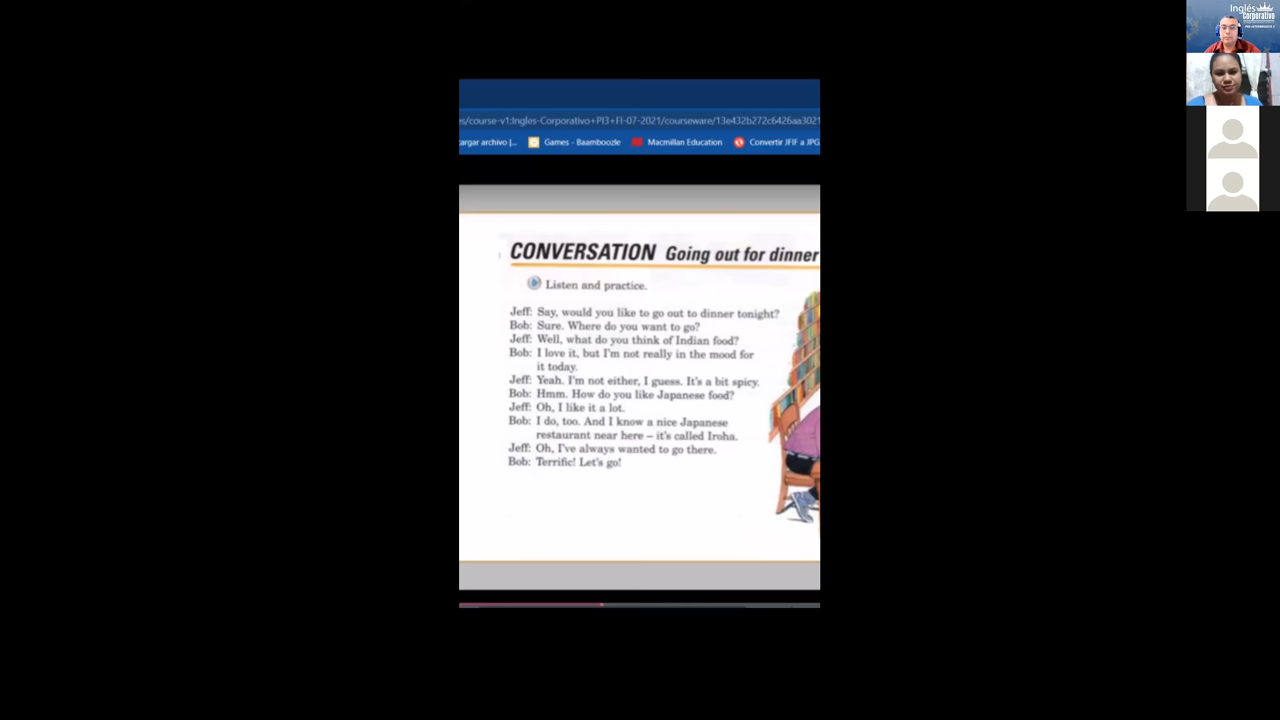 Inglés
Corporativo
s/course-v1:Ingles-Corporativo+PI3+FI-07-2021/courseware/13e432b272c6426aa3021
argar archivo |...
Games - Baamboozle
Macmillan Education
Convertir JFIF a JPG
CONVERSATION Going out for dinner
Listen and practice.
Jeff: Say, would you like to go out to dinner tonight?
Bob: Sure. Where do you want to go?
Jeff: Well, what do you think of Indian food?
Bob: I love it, but I'm not really in the mood for
it today.
Jeff: Yeah. I'm not either, I guess. It's a bit spicy.
Bob: Hmm. How do you like Japanese food?
Jeff: Oh, I like it a lot.
Bob: I do, too. And I know a nice Japanese
restaurant near here – it's called Iroha.
Jeff: Oh, I've always wanted to go there.
Bob: Terrific! Let's go!